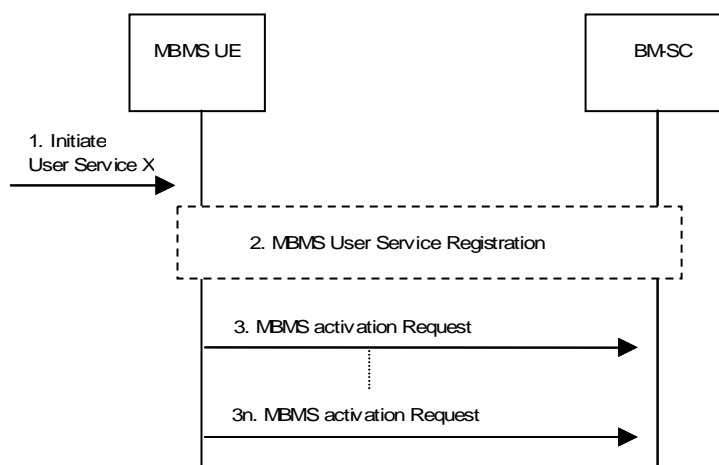 MBMS UE
BM-SC
1. Initiate
User Service X
2. MBMS User Service Registration
3. MBMS activation Request
3n. MBMS activation Request